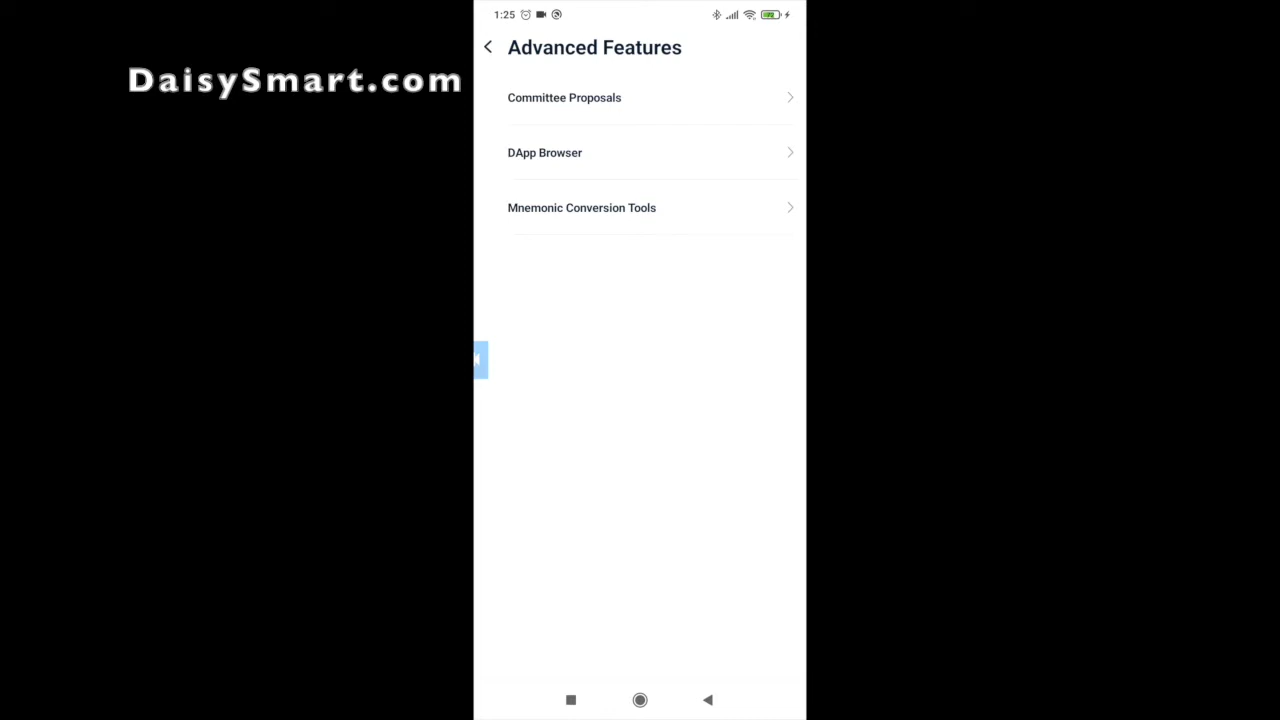 1:25
DaisySmart.com
Advanced Features
Committee Proposals
DApp Browser
Mnemonic Conversion Tools